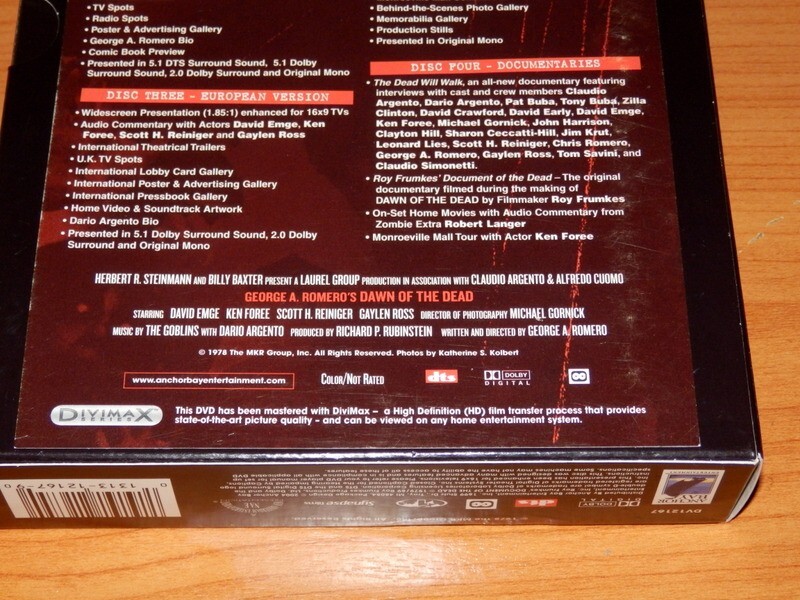 • TV Spots
• Radio Spots
• Poster & Advertising Gallery
• George A. Romero Bio
• Comic Book Preview
• Presented in 5.1 DTS Surround Sound, 5.1 Dolby
Surround Sound, 2.0 Dolby Surround and Original Mono
DISC THREE - EUROPEAN VERSION
• Widescreen Presentation (1.85:1) enhanced for 16x9 TVs
• Audio Commentary with Actors David Emge, Ken
Foree, Scott H. Reiniger and Gaylen Ross
• International Theatrical Trailers
• U.K. TV Spots
• International Lobby Card Gallery
• International Poster & Advertising Gallery
• International Pressbook Gallery
• Home Video & Soundtrack Artwork
• Dario Argento Bio
• Presented in 5.1 Dolby Surround Sound, 2.0 Dolby
Surround and Original Mono
• Behind-the-Scenes Photo Gallery
• Memorabilia Gallery
• Production Stills
• Presented in Original Mono
DISC FOUR - DOCUMENTARIES
• The Dead Will Walk, an all-new documentary featuring
interviews with cast and crew members Claudio
Argento, Dario Argento, Pat Buba, Tony Buba, Zilla
Clinton, David Crawford, David Early, David Emge,
Ken Foree, Michael Gornick, John Harrison,
Clayton Hill, Sharon Ceccatti-Hill, Jim Krut,
Leonard Lies, Scott H. Reiniger, Chris Romero,
George A. Romero, Gaylen Ross, Tom Savini, and
Claudio Simonetti.
• Roy Frumkes' Document of the Dead – The original
documentary filmed during the making of
DAWN OF THE DEAD by Filmmaker Roy Frumkes
• On-Set Home Movies with Audio Commentary from
Zombie Extra Robert Langer
• Monroeville Mall Tour with Actor Ken Foree
HERBERT R. STEINMANN AND BILLY BAXTER PRESENT A LAUREL GROUP PRODUCTION IN ASSOCIATION WITH CLAUDIO ARGENTO & ALFREDO CUOMO
GEORGE A. ROMERO'S DAWN OF THE DEAD
STARRING DAVID EMGE KEN FOREE SCOTT H. REINIGER GAYLEN ROSS DIRECTOR OF PHOTOGRAPHY MICHAEL GORNICK
MUSIC BY THE GOBLINS WITH DARIO ARGENTO PRODUCED BY RICHARD P. RUBINSTEIN WRITTEN AND DIRECTED BY GEORGE A. ROMERO
© 1978 The MKR Group, Inc. All Rights Reserved. Photos by Katherine S. Kolbert
www.anchorbayentertainment.com COLOR/NOT RATED dts DOLBY DIGITAL CC
DIVIMAX SERIES
This DVD has been mastered with DiviMax – a High Definition (HD) film transfer process that provides
state-of-the-art picture quality - and can be viewed on any home entertainment system.
0 1313-12167-9 0
Synapse
dts
DOLBY
ANCHOR BAY
DV12167